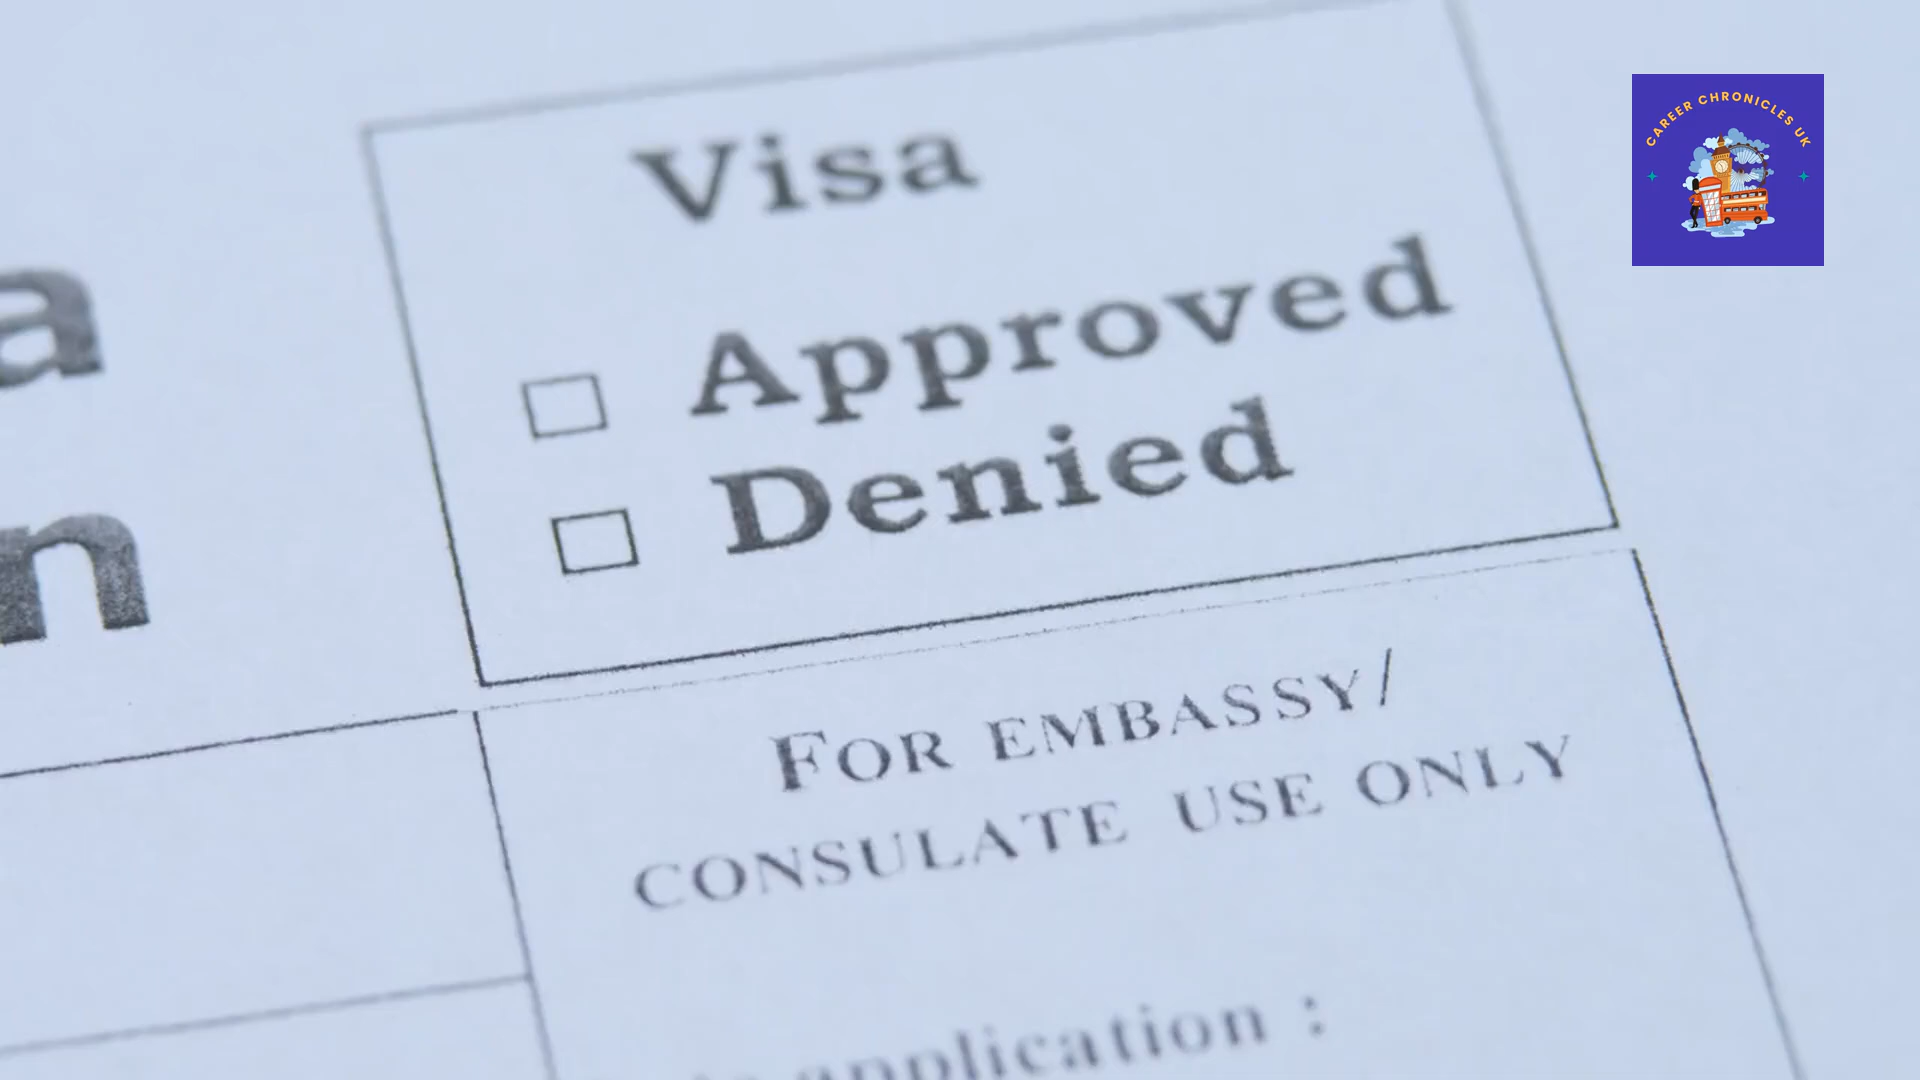 CAREER CHRONICLES UK
Visa
Approved
Denied
FOR EMBASSY/
CONSULATE USE ONLY
application :